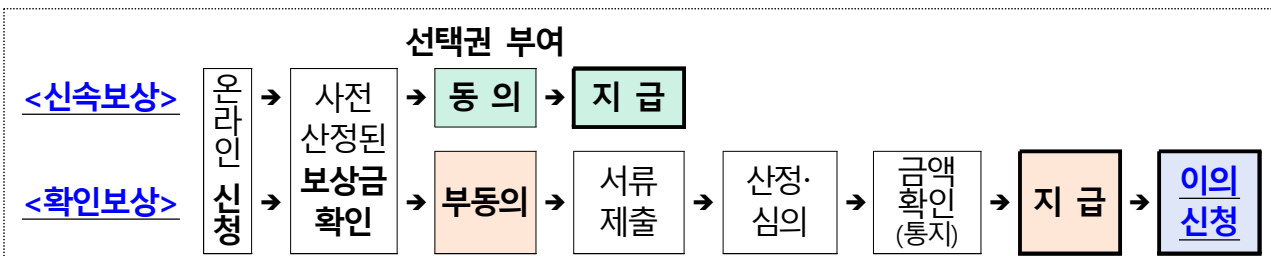 선택권 부여
<신속보상>
온라인 신청
사전
산정된
보상금
확인
동 의
지 급
<확인보상>
부동의
서류
제출
산정·
심의
금액
확인
(통지)
지 급
이의
신청